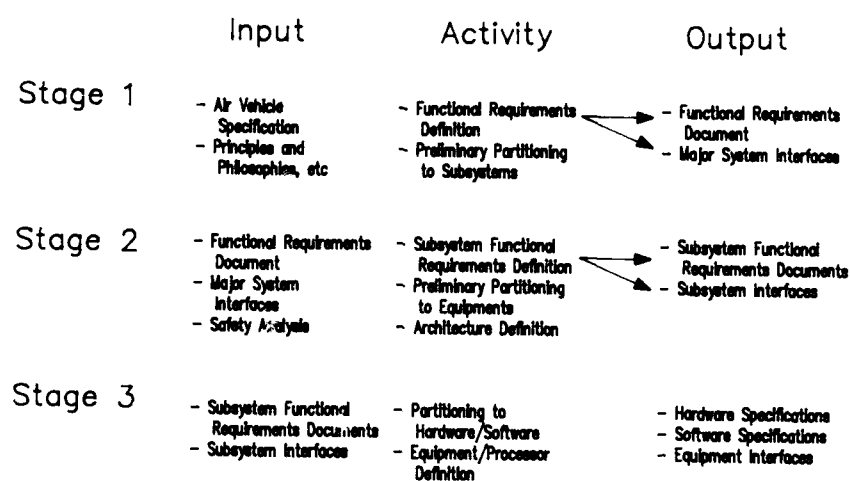 Input Activity Output
Stage 1
- Air Vehicle
Specification
- Principles and
Philosophies, etc
- Functional Requirements
Definition
- Preliminary Partitioning
to Subsystems
- Functional Requirements
Document
- Major System Interfaces
Stage 2
- Functional Requirements
Document
- Major System
Interfaces
- Safety Analysis
- Subsystem Functional
Requirements Definition
- Preliminary Partitioning
to Equipments
- Architecture Definition
- Subsystem Functional
Requirements Documents
- Subsystem Interfaces
Stage 3
- Subsystem Functional
Requirements Documents
- Subsystem Interfaces
- Partitioning to
Hardware/Software
- Equipment/Processor
Definition
- Hardware Specifications
- Software Specifications
- Equipment Interfaces